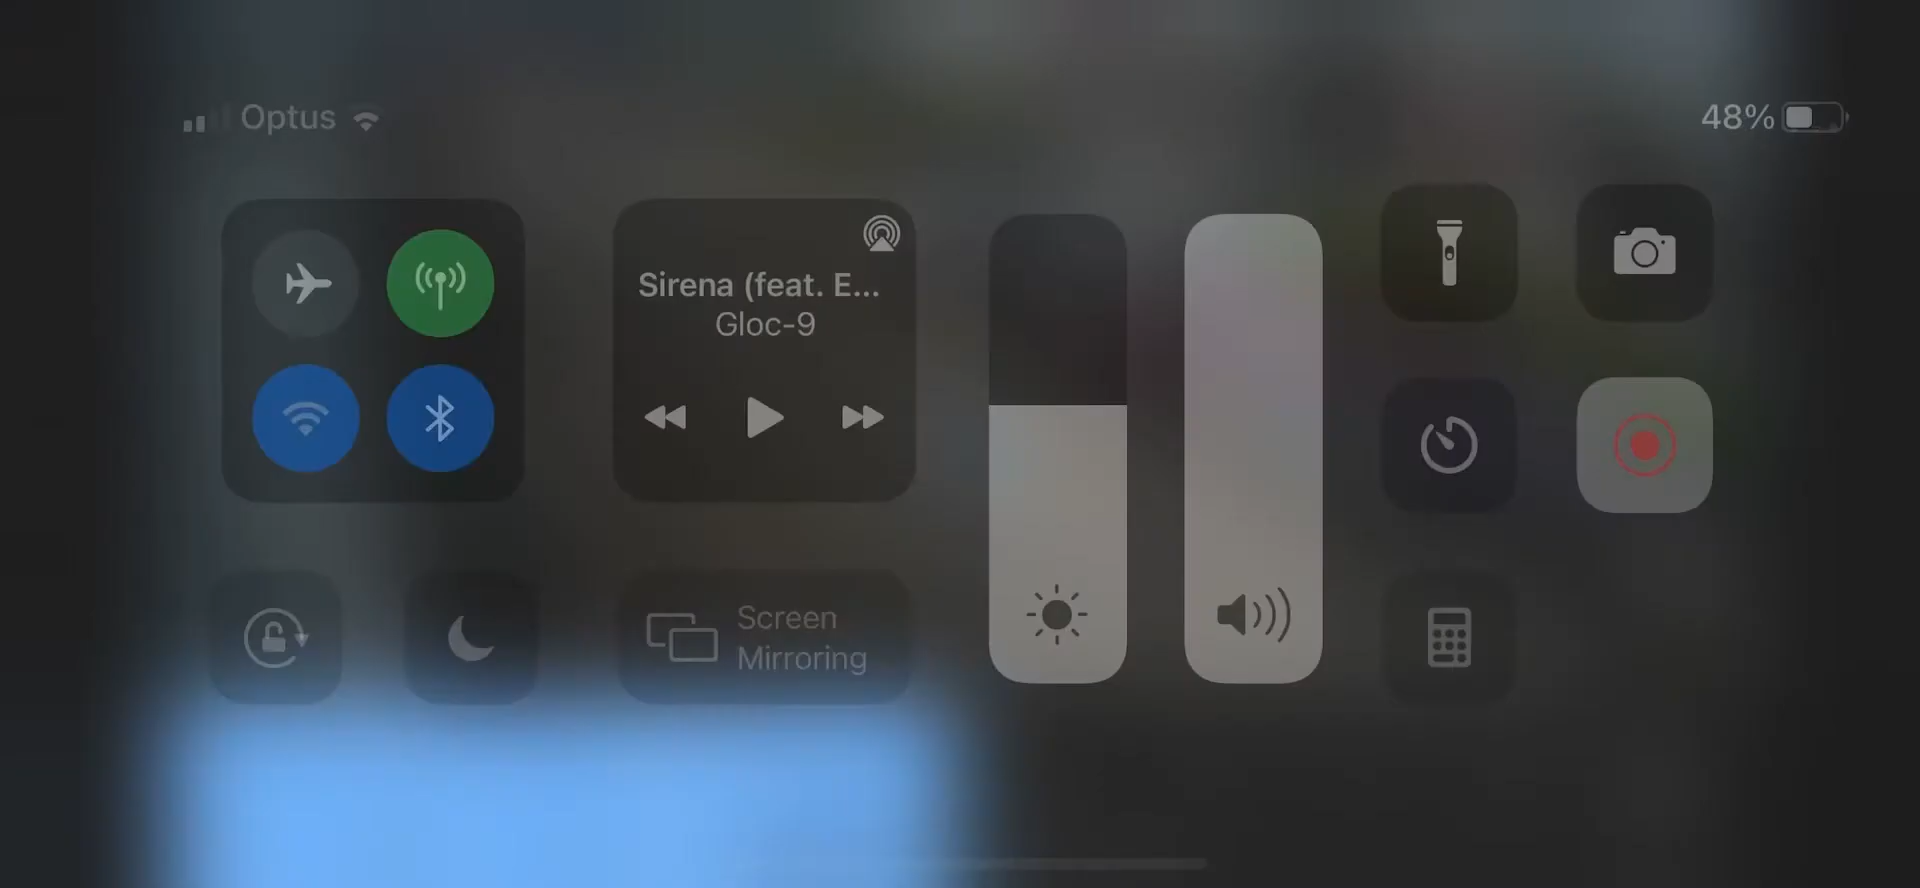 Optus
48%
Sirena (feat. E...
Gloc-9
Screen
Mirroring